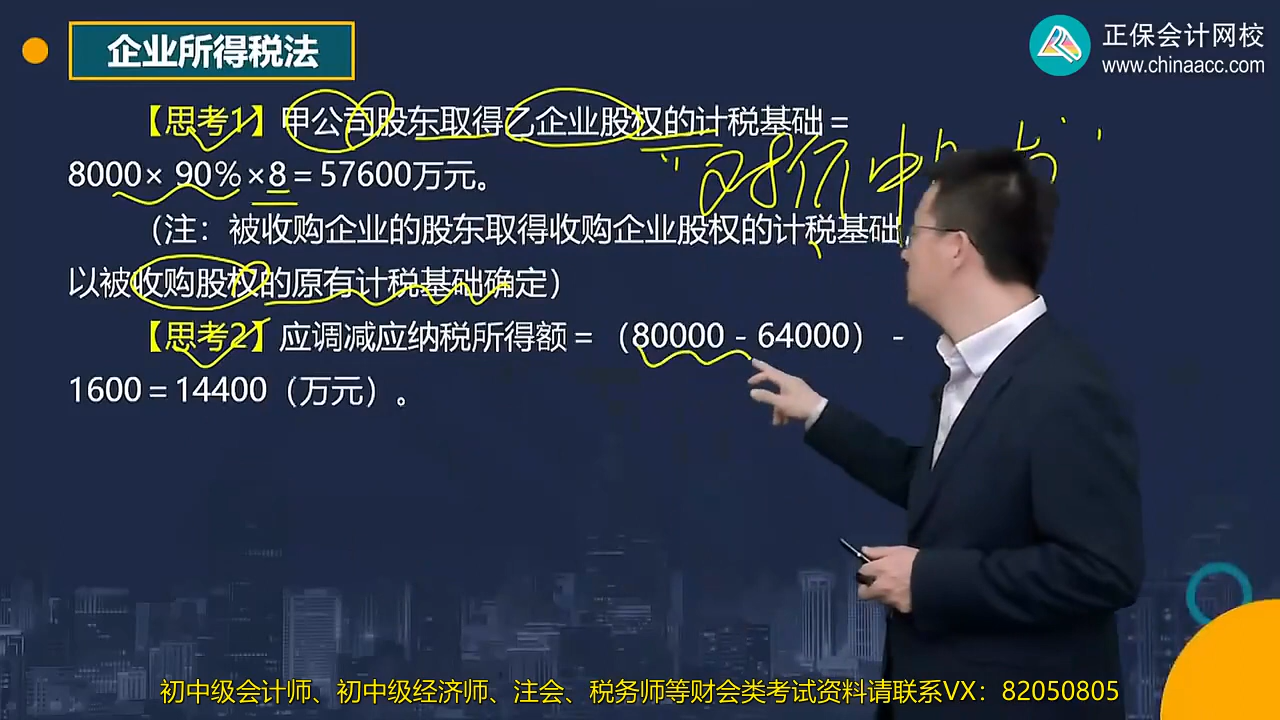 企业所得税法
正保会计网校
www.chinaacc.com
【思考1】甲公司股东取得乙企业股权的计税基础＝
8000× 90%×8＝57600万元。
（注：被收购企业的股东取得收购企业股权的计税基础
以被收购股权的原有计税基础确定）
【思考2】应调减应纳税所得额＝（80000－64000）－
1600＝14400（万元）。
对价中
初中级会计师、初中级经济师、注会、税务师等财会类考试资料请联系VX：82050805